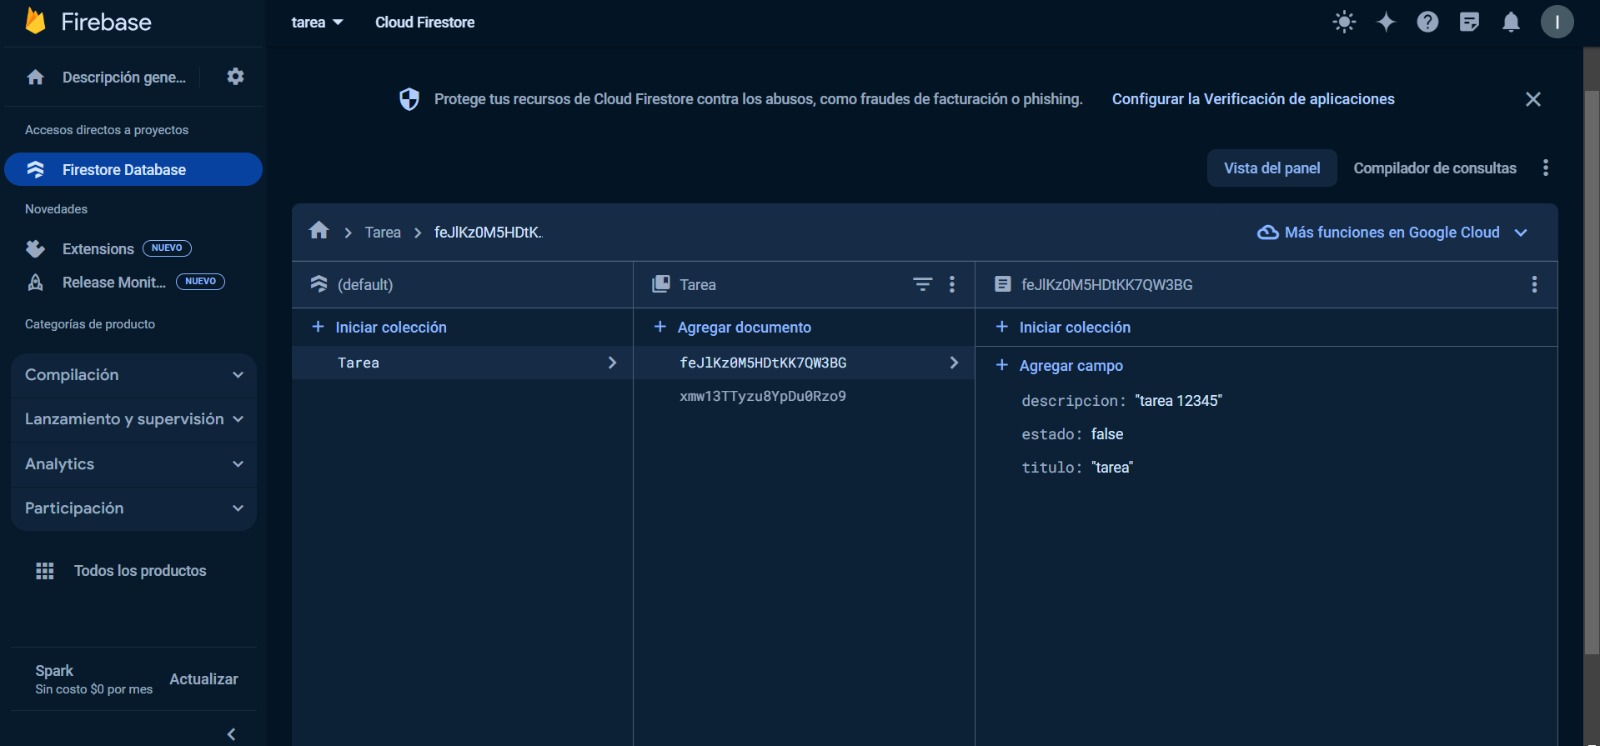 Firebase
tarea
Cloud Firestore
I
Descripción gene...
Accesos directos a proyectos
Firestore Database
Novedades
Extensions NUEVO
Release Monit... NUEVO
Categorías de producto
Compilación
Lanzamiento y supervisión
Analytics
Participación
Todos los productos
Spark
Sin costo $0 por mes
Actualizar
Protege tus recursos de Cloud Firestore contra los abusos, como fraudes de facturación o phishing. Configurar la Verificación de aplicaciones
Vista del panel
Compilador de consultas
Tarea
feJlKz0M5HDtK..
Más funciones en Google Cloud
(default)
Iniciar colección
Tarea
Tarea
Agregar documento
feJlKz0M5HDtKK7QW3BG
xmw13TTyzu8YpDu0Rzo9
feJlKz0M5HDtKK7QW3BG
Iniciar colección
Agregar campo
descripcion: "tarea 12345"
estado: false
titulo: "tarea"